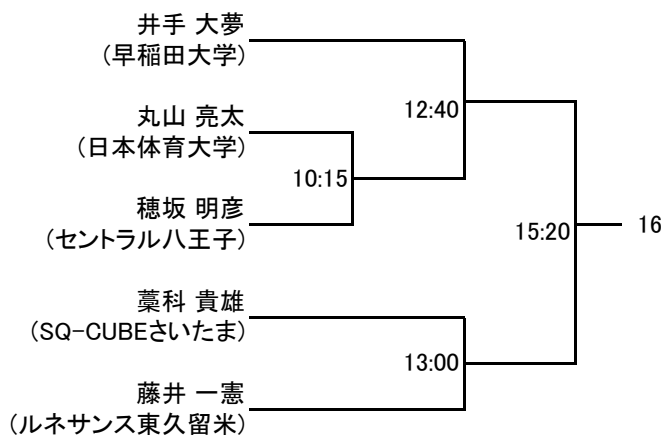 井手 大夢
(早稲田大学)
12:40
丸山 亮太
(日本体育大学)
10:15
穂坂 明彦
(セントラル八王子)
15:20
16
藁科 貴雄
(SQ-CUBEさいたま)
13:00
藤井 一憲
(ルネサンス東久留米)